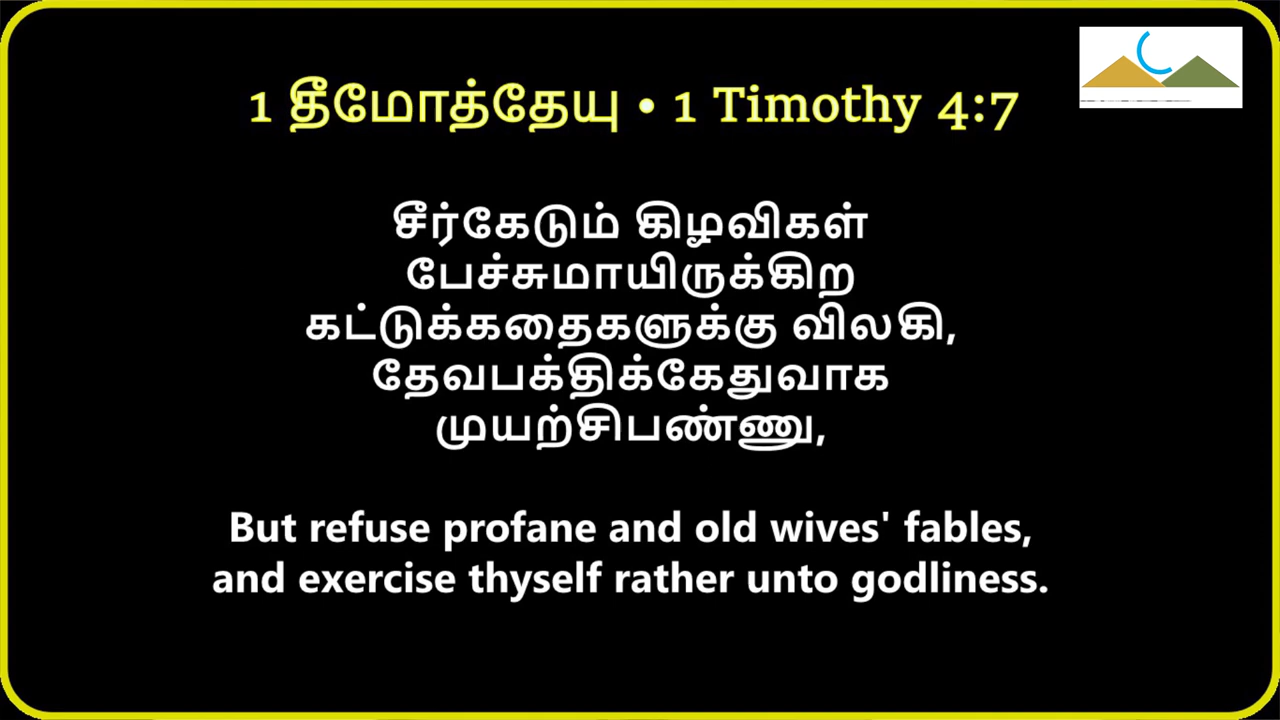 1 தீமோத்தேயு • 1 Timothy 4:7
சீர்கேடும் கிழவிகள்
பேச்சுமாயிருக்கிற
கட்டுக்கதைகளுக்கு விலகி,
தேவபக்திக்கேதுவாக
முயற்சிபண்ணு,
But refuse profane and old wives' fables,
and exercise thyself rather unto godliness.